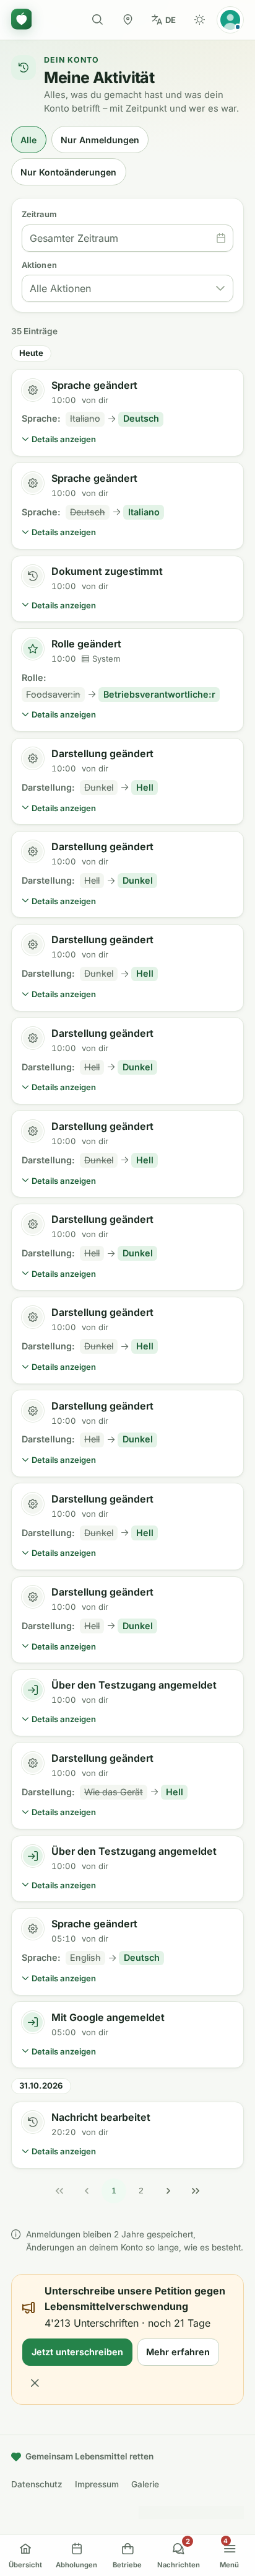 DE
DEIN KONTO
Meine Aktivität
Alles, was du gemacht hast und was dein
Konto betrifft – mit Zeitpunkt und wer es war.
Alle
Nur Anmeldungen
Nur Kontoänderungen
Zeitraum
Gesamter Zeitraum
Aktionen
Alle Aktionen
35 Einträge
Heute
Sprache geändert
10:00 von dir
Sprache: Italiano → Deutsch
Details anzeigen
Sprache geändert
10:00 von dir
Sprache: Deutsch → Italiano
Details anzeigen
Dokument zugestimmt
10:00 von dir
Details anzeigen
Rolle geändert
10:00 System
Rolle:
Foodsaver:in → Betriebsverantwortliche:r
Details anzeigen
Darstellung geändert
10:00 von dir
Darstellung: Dunkel → Hell
Details anzeigen
Darstellung geändert
10:00 von dir
Darstellung: Hell → Dunkel
Details anzeigen
Darstellung geändert
10:00 von dir
Darstellung: Dunkel → Hell
Details anzeigen
Darstellung geändert
10:00 von dir
Darstellung: Hell → Dunkel
Details anzeigen
Darstellung geändert
10:00 von dir
Darstellung: Dunkel → Hell
Details anzeigen
Darstellung geändert
10:00 von dir
Darstellung: Hell → Dunkel
Details anzeigen
Darstellung geändert
10:00 von dir
Darstellung: Dunkel → Hell
Details anzeigen
Darstellung geändert
10:00 von dir
Darstellung: Hell → Dunkel
Details anzeigen
Darstellung geändert
10:00 von dir
Darstellung: Dunkel → Hell
Details anzeigen
Darstellung geändert
10:00 von dir
Darstellung: Hell → Dunkel
Details anzeigen
Über den Testzugang angemeldet
10:00 von dir
Details anzeigen
Darstellung geändert
10:00 von dir
Darstellung: Wie das Gerät → Hell
Details anzeigen
Über den Testzugang angemeldet
10:00 von dir
Details anzeigen
Sprache geändert
05:10 von dir
Sprache: English → Deutsch
Details anzeigen
Mit Google angemeldet
05:00 von dir
Details anzeigen
31.10.2026
Nachricht bearbeitet
20:20 von dir
Details anzeigen
1 2
Anmeldungen bleiben 2 Jahre gespeichert,
Änderungen an deinem Konto so lange, wie es besteht.
Unterschreibe unsere Petition gegen
Lebensmittelverschwendung
4'213 Unterschriften · noch 21 Tage
Jetzt unterschreiben
Mehr erfahren
Gemeinsam Lebensmittel retten
Datenschutz Impressum Galerie
2 4
Übersicht Abholungen Betriebe Nachrichten Menü